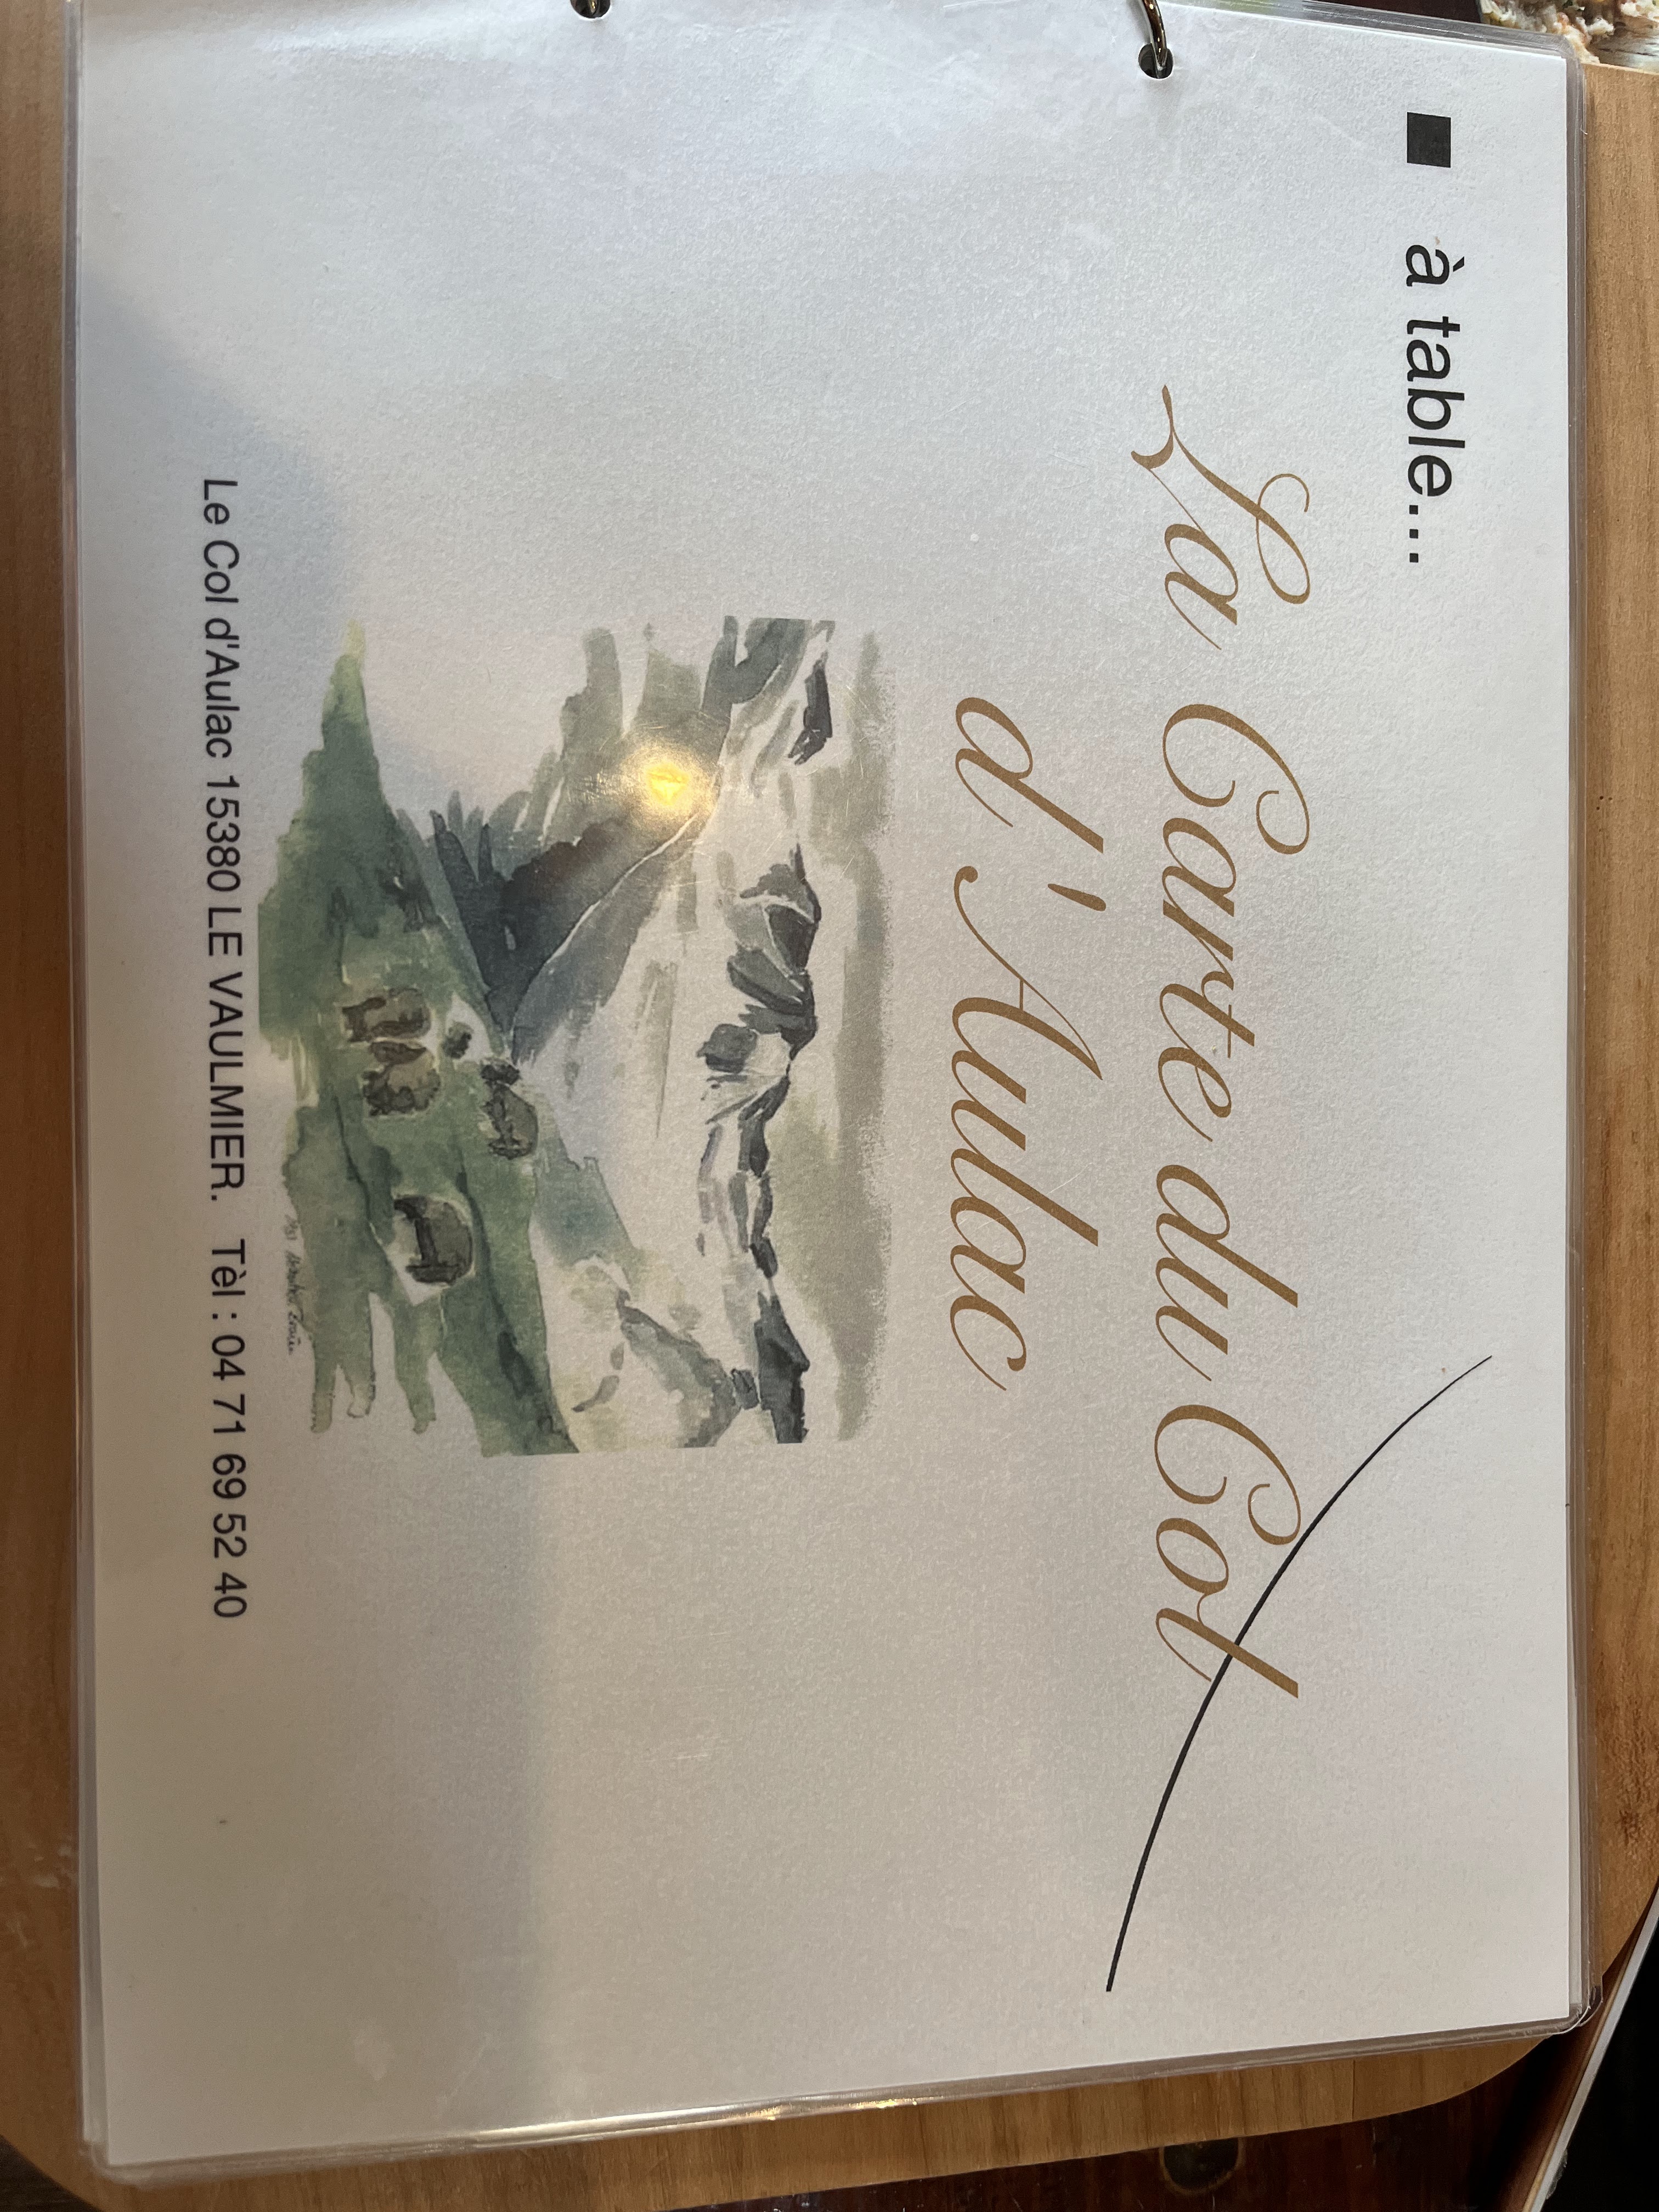 ■ à table...
La Carte du Col
d'Aulac
Le Col d'Aulac 15380 LE VAULMIER. Tèl : 04 71 69 52 40